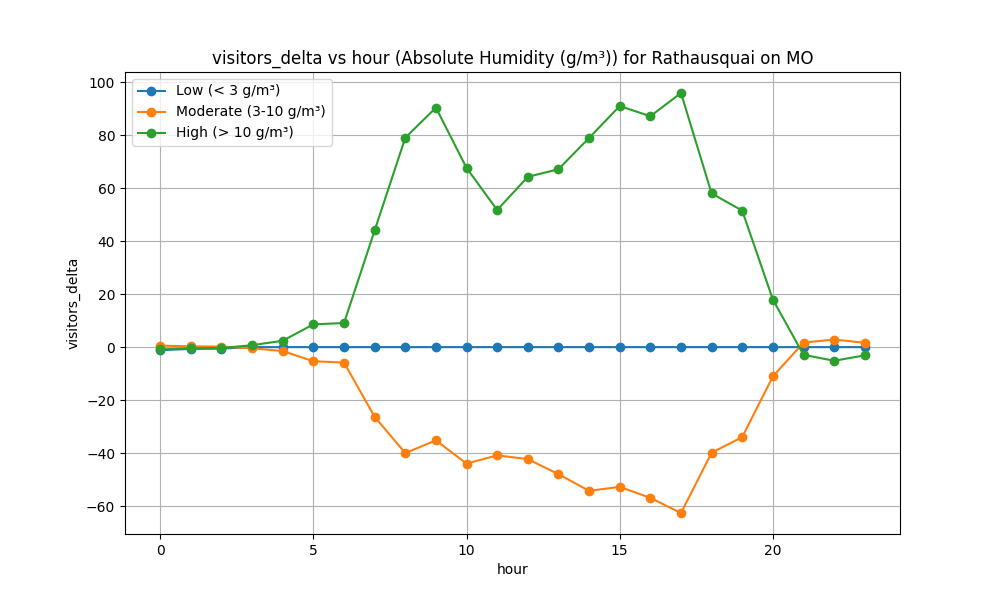 visitors_delta vs hour (Absolute Humidity (g/m³)) for Rathausquai on MO
Low (< 3 g/m³)
Moderate (3-10 g/m³)
High (> 10 g/m³)
100
80
60
40
20
0
−20
−40
−60
visitors_delta
0 5 10 15 20
hour